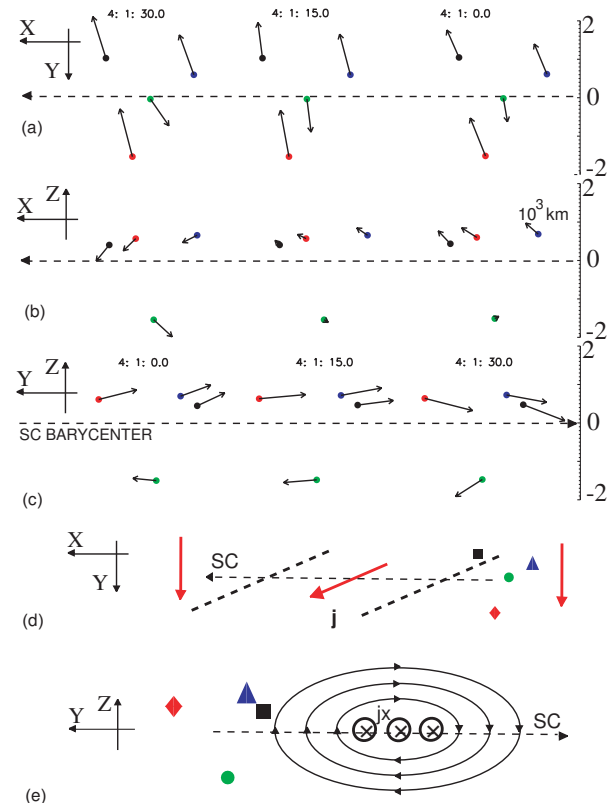 4: 1: 30.0 4: 1: 15.0 4: 1: 0.0 2
X
Y
0
(a)
-2
2
Z
X 10³ km
0
(b)
-2
4: 1: 0.0 4: 1: 15.0 4: 1: 30.0 2
Z
Y
SC BARYCENTER 0
(c)
-2
X SC
Y
j
(d)
Z
Y jx SC
(e)